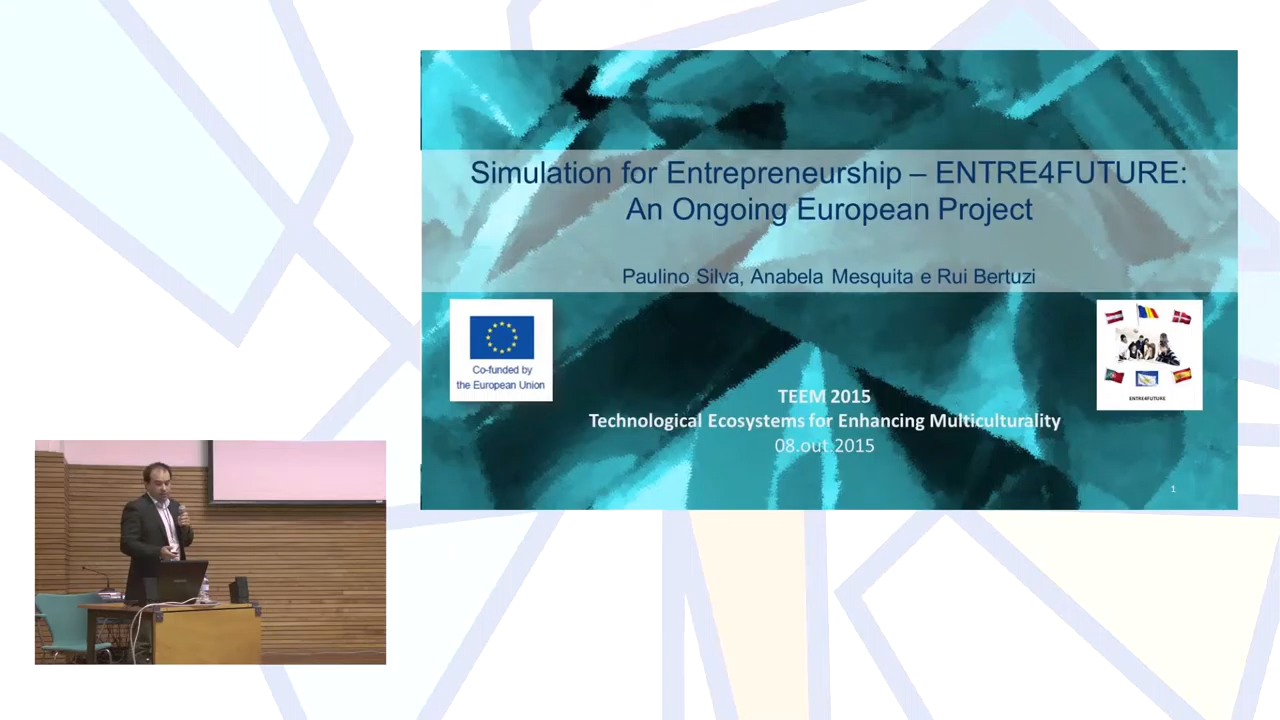 Simulation for Entrepreneurship – ENTRE4FUTURE:
An Ongoing European Project
Paulino Silva, Anabela Mesquita e Rui Bertuzi
Co-funded by
the European Union
ENTRE4FUTURE
TEEM 2015
Technological Ecosystems for Enhancing Multiculturality
08.out.2015
1